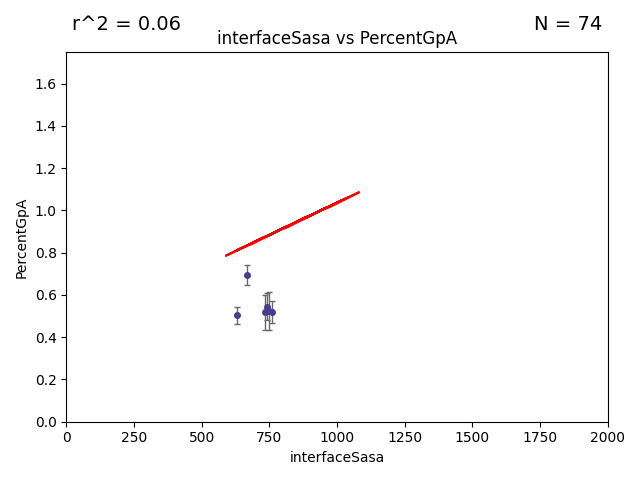 r^2 = 0.06
N = 74
interfaceSasa vs PercentGpA
PercentGpA
1.6
1.4
1.2
1.0
0.8
0.6
0.4
0.2
0.0
0 250 500 750 1000 1250 1500 1750 2000
interfaceSasa